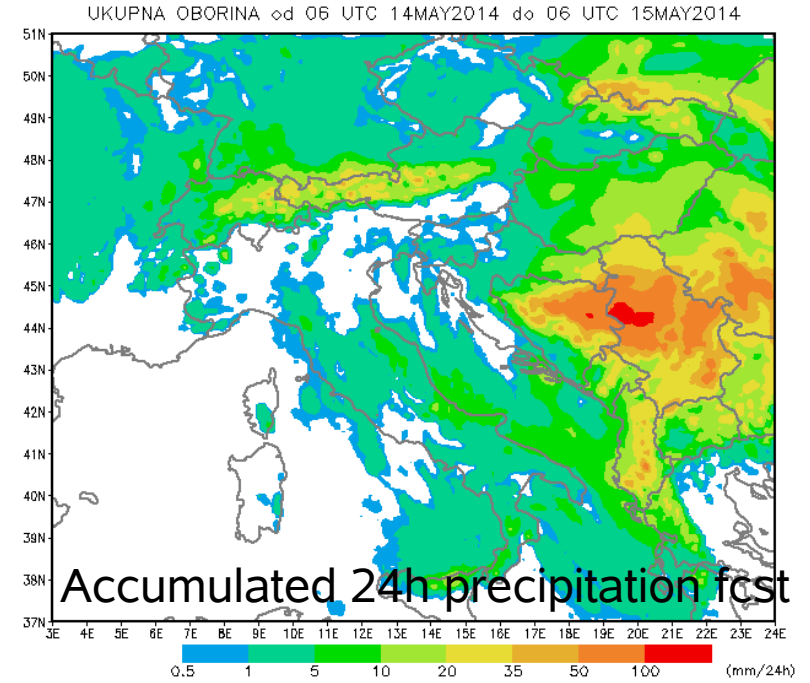 UKUPNA OBORINA od 06 UTC 14MAY2014 do 06 UTC 15MAY2014
51N
50N
49N
48N
47N
46N
45N
44N
43N
42N
41N
40N
39N
38N
37N
Accumulated 24h precipitation fcst
3E 4E 5E 6E 7E 8E 9E 10E 11E 12E 13E 14E 15E 16E 17E 18E 19E 20E 21E 22E 23E 24E
0.5 1 5 10 20 35 50 100 (mm/24h)